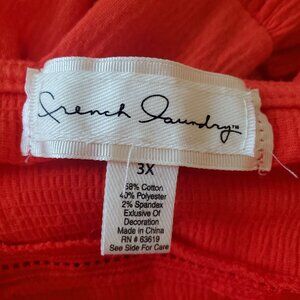 French Laundry™
3X
58% Cotton
40% Polyester
2% Spandex
Exlusive Of
Decoration
Made in China
RN # 63619
See Side For Care